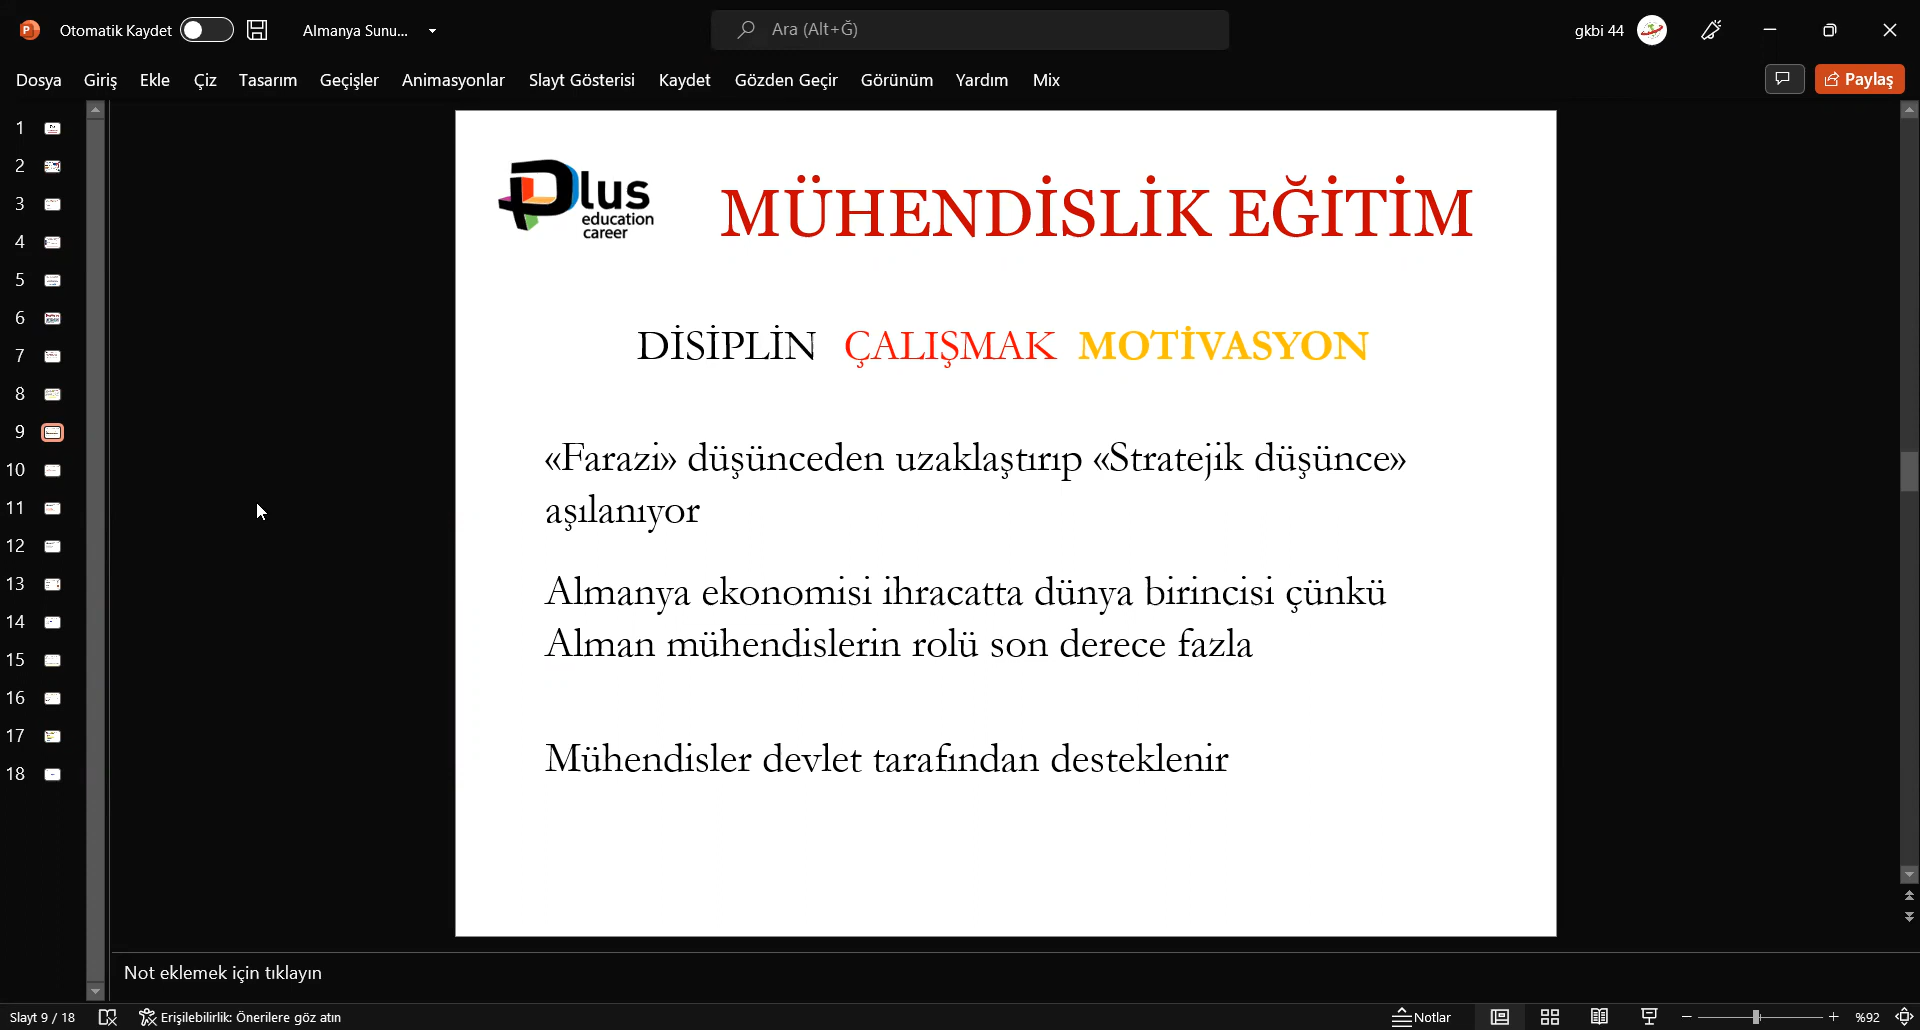 Otomatik Kaydet
Almanya Sunu...
Ara (Alt+Ğ)
gkbi 44
Dosya Giriş Ekle Çiz Tasarım Geçişler Animasyonlar Slayt Gösterisi Kaydet Gözden Geçir Görünüm Yardım Mix
Paylaş
1
2
3
4
5
6
7
8
9
10
11
12
13
14
15
16
17
18
Plus
education
career
MÜHENDİSLİK EĞİTİM
DİSİPLİN ÇALIŞMAK MOTİVASYON
«Farazi» düşünceden uzaklaştırıp «Stratejik düşünce»
aşılanıyor
Almanya ekonomisi ihracatta dünya birincisi çünkü
Alman mühendislerin rolü son derece fazla
Mühendisler devlet tarafından desteklenir
Not eklemek için tıklayın
Slayt 9 / 18
Erişilebilirlik: Önerilere göz atın
Notlar
%92